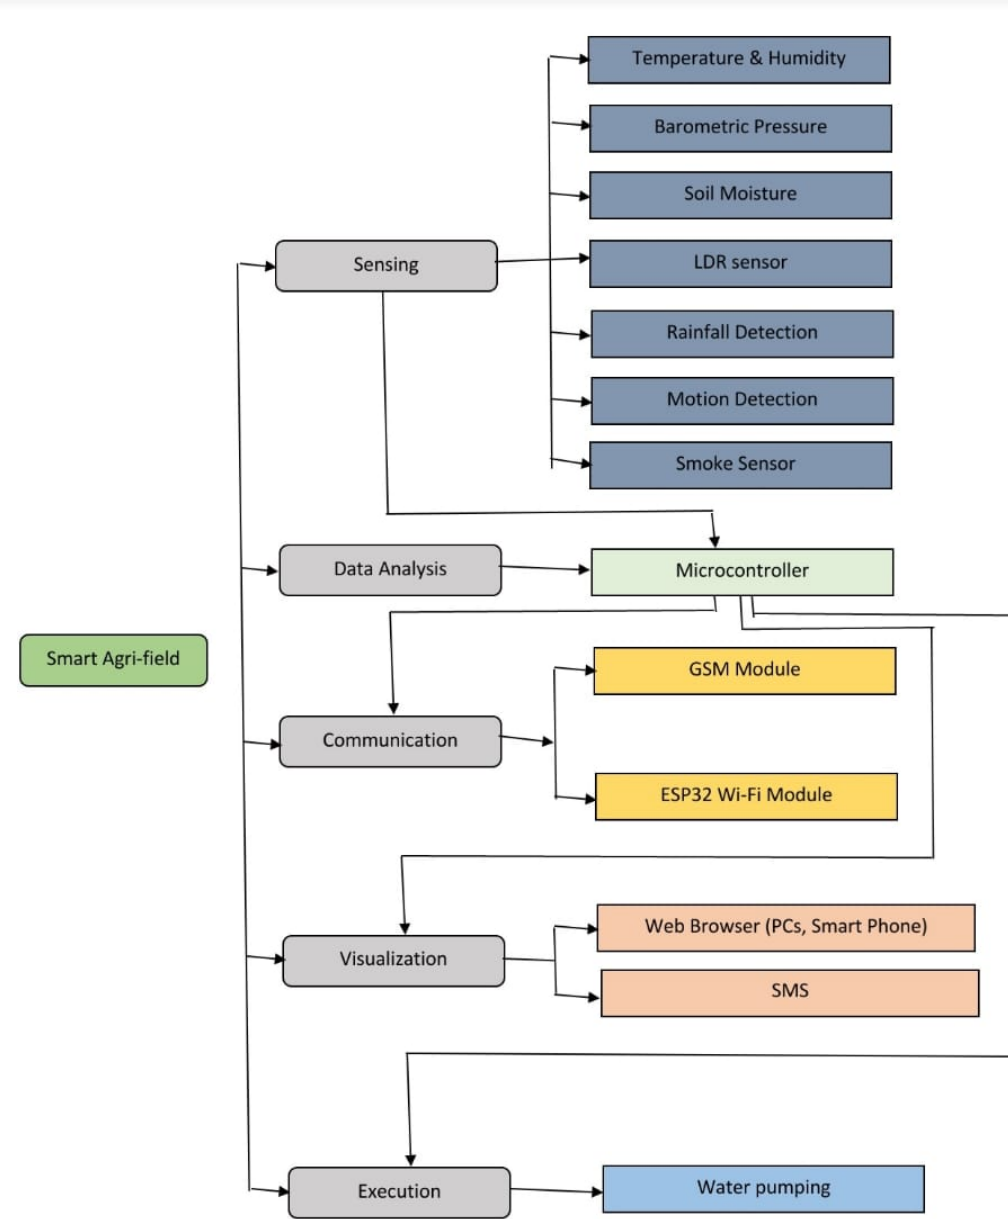 Temperature & Humidity
Barometric Pressure
Soil Moisture
Sensing
LDR sensor
Rainfall Detection
Motion Detection
Smoke Sensor
Data Analysis
Microcontroller
Smart Agri-field
GSM Module
Communication
ESP32 Wi-Fi Module
Web Browser (PCs, Smart Phone)
Visualization
SMS
Execution
Water pumping